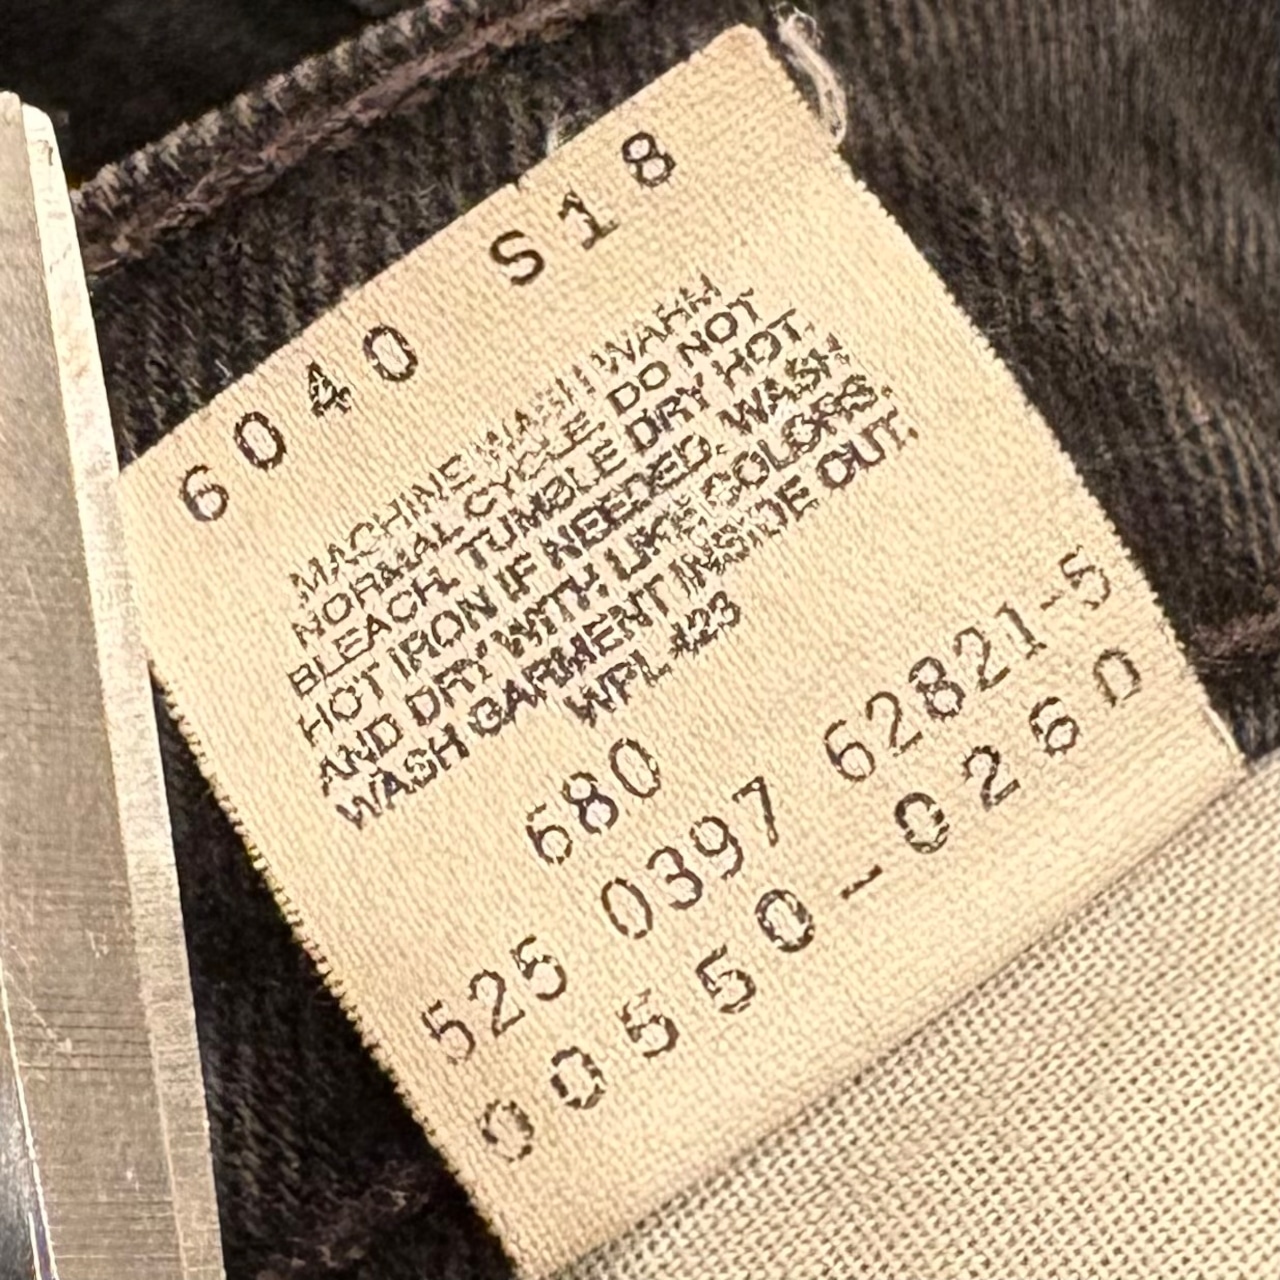 6040 S18
MACHINE WASH WARM
NORMAL CYCLE DO NOT
BLEACH. TUMBLE DRY HOT.
HOT IRON IF NEEDED. WASH
AND DRY WITH LIKE COLORS.
WASH GARMENT INSIDE OUT.
WPL 423
680
525 0397 62821-5
00550-0260